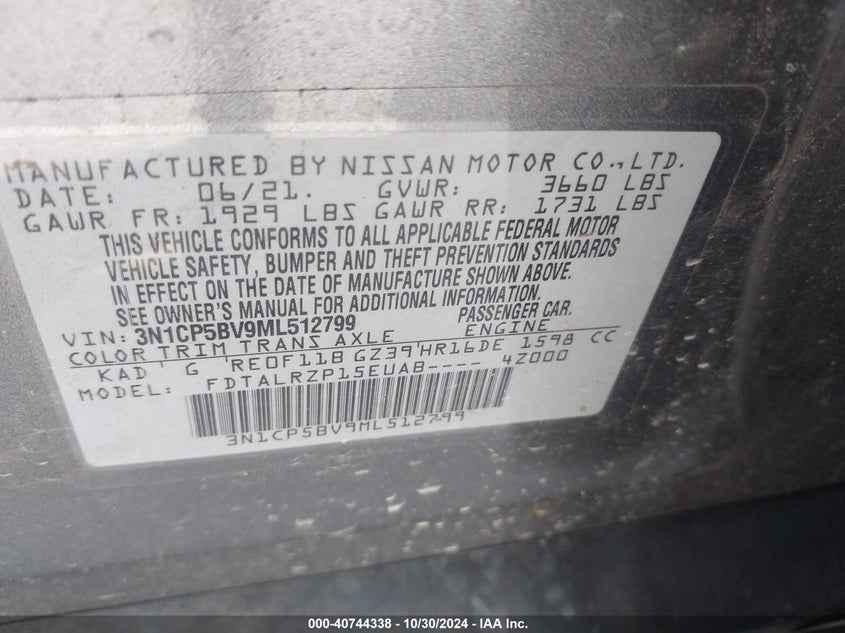 MANUFACTURED BY NISSAN MOTOR CO., LTD.
DATE: 06/21. GVWR: 3660 LBS
GAWR FR: 1929 LBS GAWR RR: 1731 LBS
THIS VEHICLE CONFORMS TO ALL APPLICABLE FEDERAL MOTOR
VEHICLE SAFETY, BUMPER AND THEFT PREVENTION STANDARDS
IN EFFECT ON THE DATE OF MANUFACTURE SHOWN ABOVE.
SEE OWNER'S MANUAL FOR ADDITIONAL INFORMATION.
VIN: 3N1CP5BV9ML512799 PASSENGER CAR.
COLOR TRIM TRANS AXLE ENGINE
KAD G RE0F11B GZ39 HR16DE 1598 CC
MODEL: FDTALRZP15EUAB---- 4Z000
3N1CP5BV9ML512799
000-40744338 - 10/30/2024 - IAA, Inc.